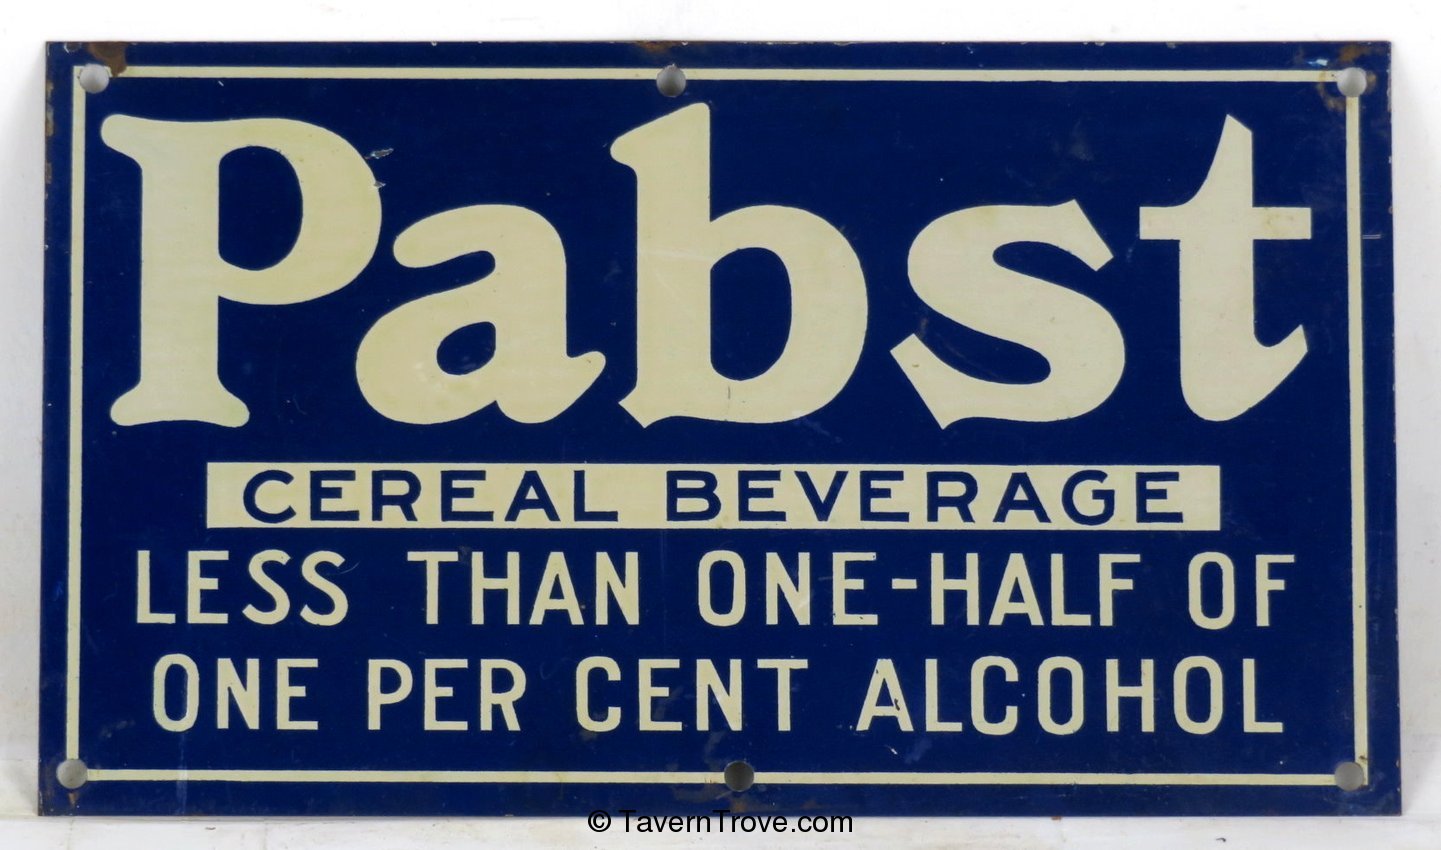 Pabst
CEREAL BEVERAGE
LESS THAN ONE-HALF OF
ONE PER CENT ALCOHOL
© TavernTrove.com